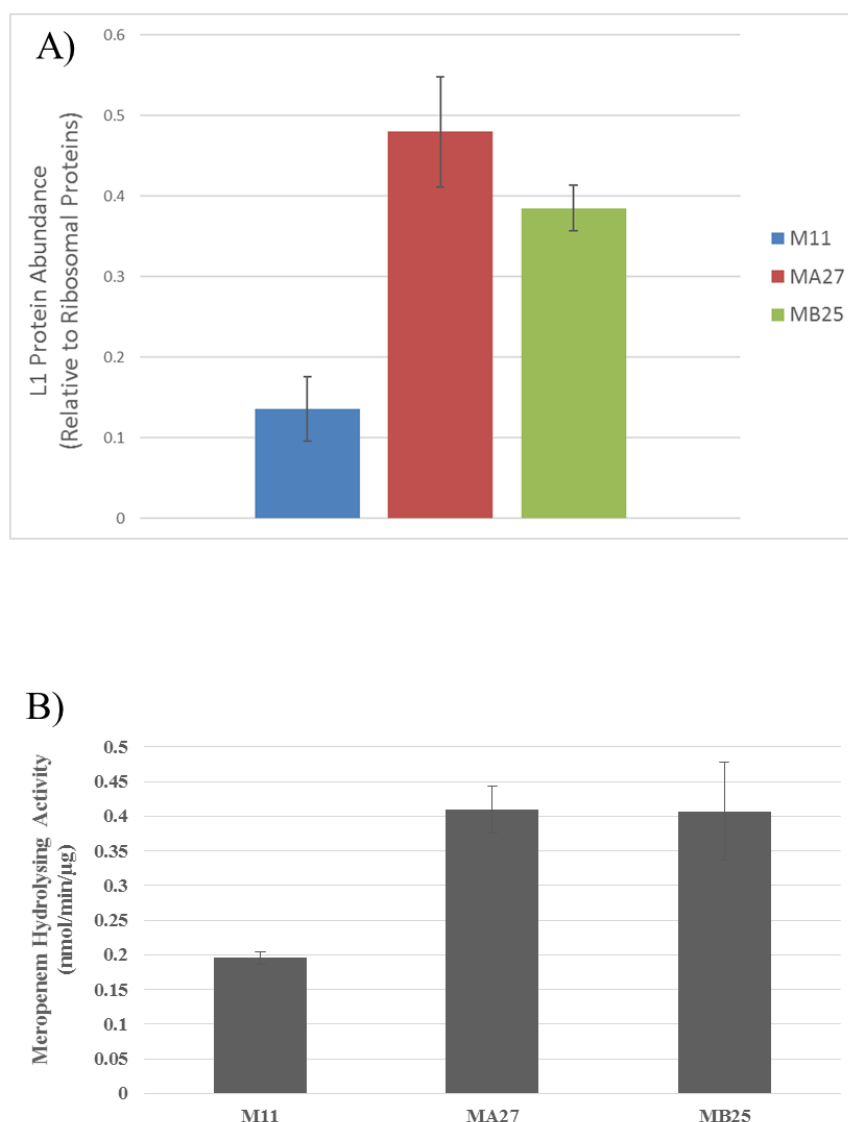 A)
0.6
0.5
0.4
0.3
0.2
0.1
0
L1 Protein Abundance
(Relative to Ribosomal Proteins)
M11
MA27
MB25
B)
0.5
0.45
0.4
0.35
0.3
0.25
0.2
0.15
0.1
0.05
0
Meropenem Hydrolysing Activity
(nmol/min/µg)
M11
MA27
MB25